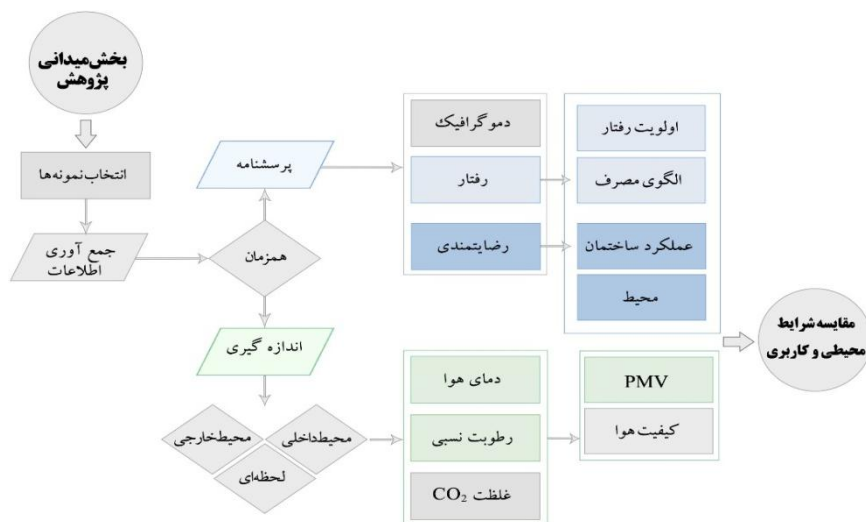 بخش‌میدانی
پژوهش
انتخاب‌نمونه‌ها
جمع آوری
اطلاعات
همزمان
پرسشنامه
دموگرافیک
رفتار
رضایتمندی
اولویت رفتار
الگوی مصرف
عملکرد ساختمان
محیط
اندازه گیری
محیط‌خارجی
محیط‌داخلی
لحظه‌ای
دمای هوا
رطوبت نسبی
غلظت CO₂
PMV
کیفیت هوا
مقایسه شرایط
محیطی و کاربری